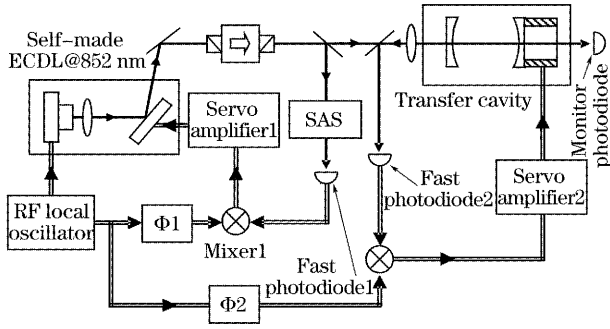 Self-made
ECDL@852 nm
Servo
amplifier1
SAS
Transfer cavity
Monitor
photodiode
RF local
oscillator
Φ1
Mixer1
Fast
photodiode1
Fast
photodiode2
Servo
amplifier2
Φ2